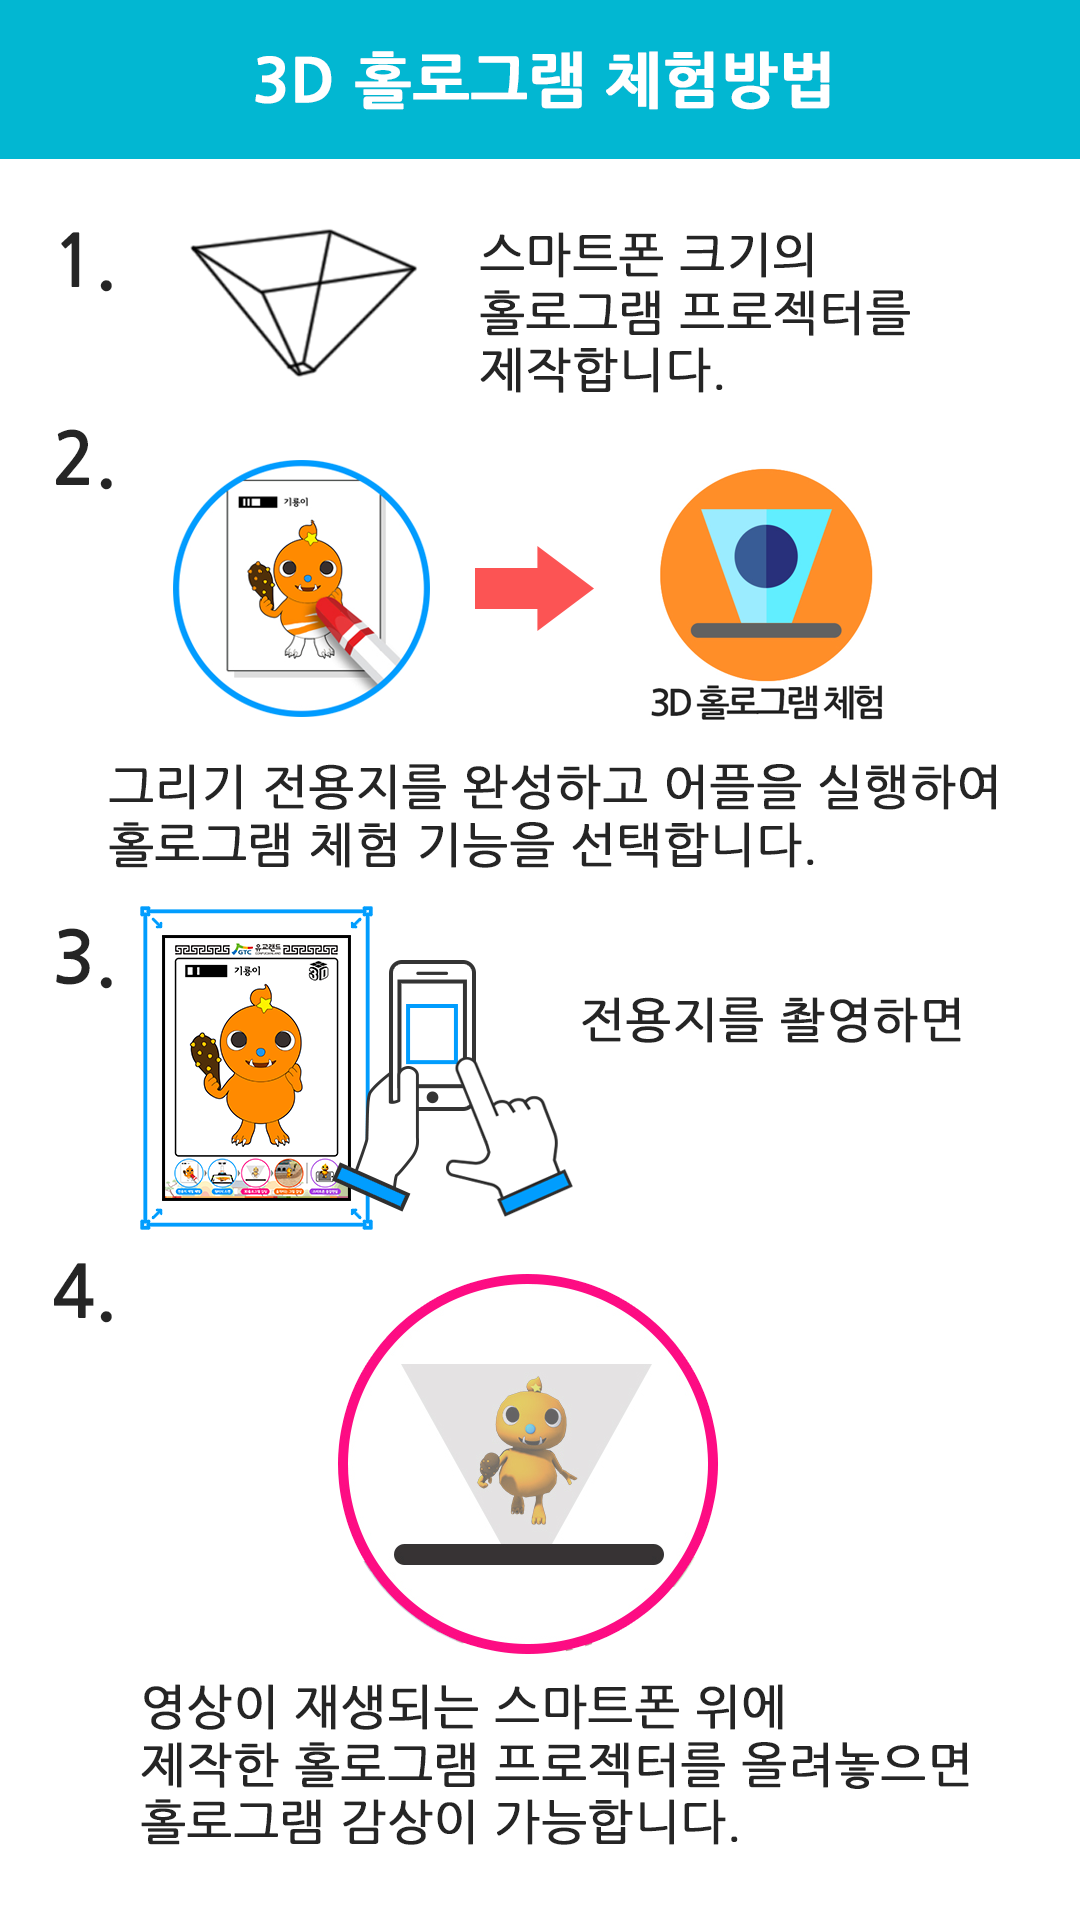 3D 홀로그램 체험방법
1.
스마트폰 크기의
홀로그램 프로젝터를
제작합니다.
2.
기룡이
3D 홀로그램 체험
그리기 전용지를 완성하고 어플을 실행하여
홀로그램 체험 기능을 선택합니다.
3.
GTC 유교랜드
기룡이
3D
전용지를 촬영하면
4.
영상이 재생되는 스마트폰 위에
제작한 홀로그램 프로젝터를 올려놓으면
홀로그램 감상이 가능합니다.